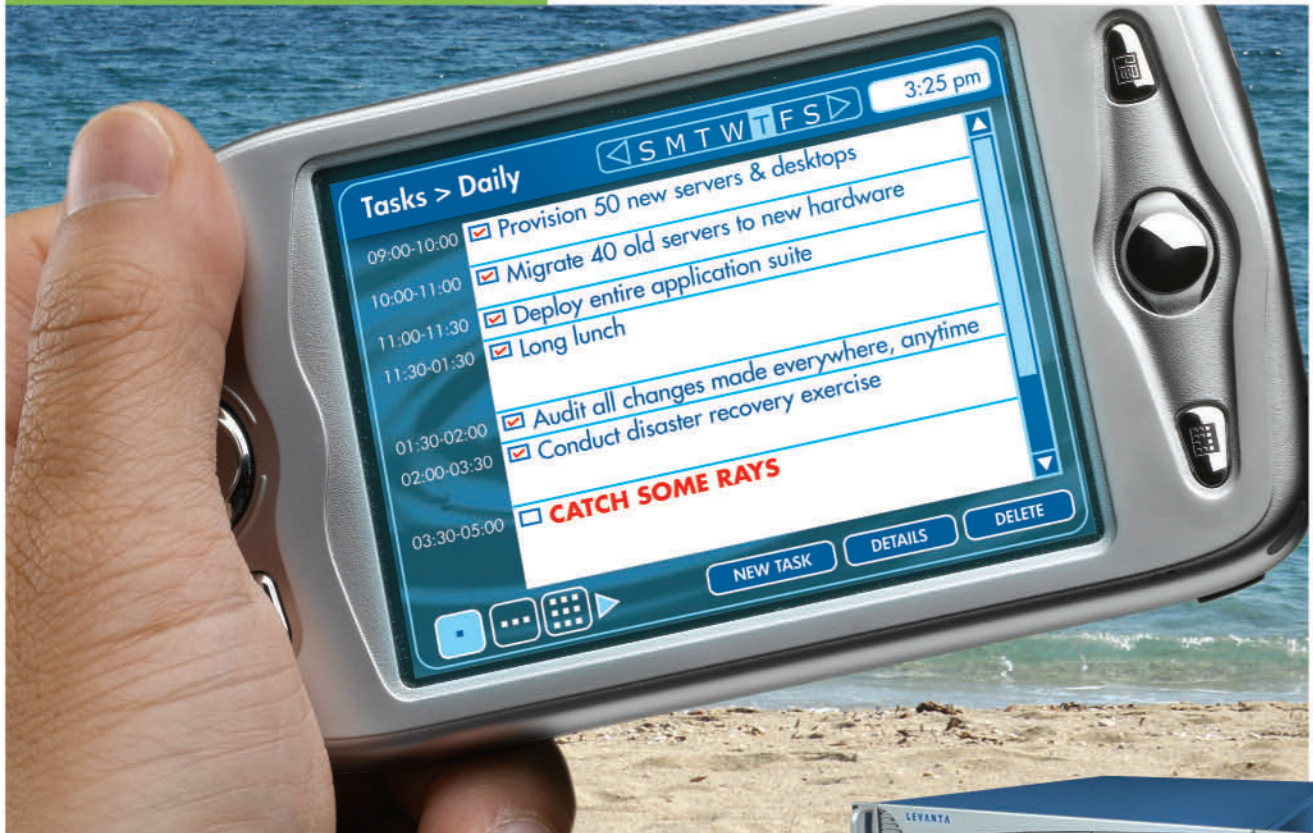 3:25 pm
Tasks > Daily
S M T W T F S
09:00-10:00 Provision 50 new servers & desktops
10:00-11:00 Migrate 40 old servers to new hardware
11:00-11:30 Deploy entire application suite
11:30-01:30 Long lunch
01:30-02:00 Audit all changes made everywhere, anytime
02:00-03:30 Conduct disaster recovery exercise
03:30-05:00 CATCH SOME RAYS
NEW TASK DETAILS DELETE
LEVANTA